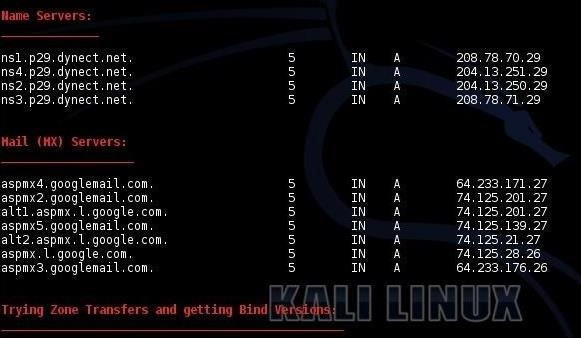 Name Servers:
ns1.p29.dynect.net. 5 IN A 208.78.70.29
ns4.p29.dynect.net. 5 IN A 204.13.251.29
ns2.p29.dynect.net. 5 IN A 204.13.250.29
ns3.p29.dynect.net. 5 IN A 208.78.71.29
Mail (MX) Servers:
aspmx4.googlemail.com. 5 IN A 64.233.171.27
aspmx2.googlemail.com. 5 IN A 74.125.201.27
alt1.aspmx.l.google.com. 5 IN A 74.125.201.27
aspmx5.googlemail.com. 5 IN A 74.125.139.27
alt2.aspmx.l.google.com. 5 IN A 74.125.21.27
aspmx.l.google.com. 5 IN A 74.125.28.26
aspmx3.googlemail.com. 5 IN A 64.233.176.26
KALI LINUX
Trying Zone Transfers and getting Bind Versions: